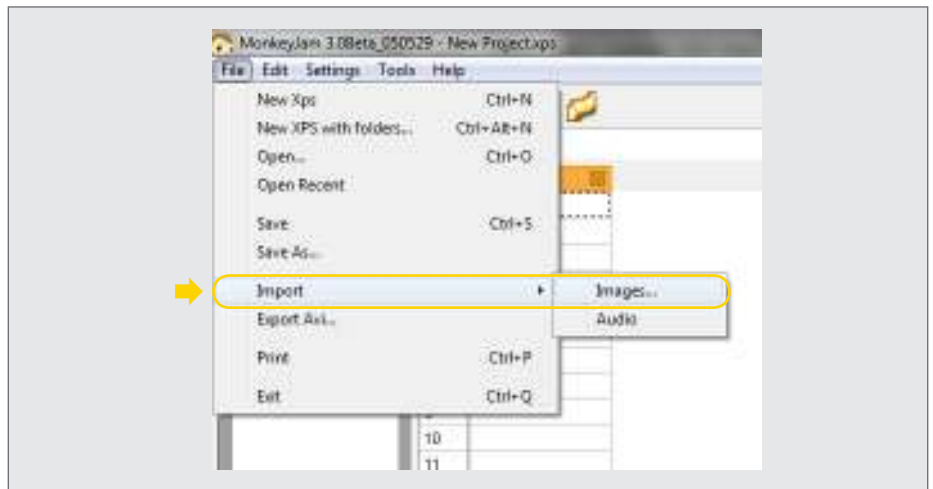 MonkeyJam 3.0Beta_050529 - New Project.xps
File Edit Settings Tools Help
New Xps Ctrl+N
New XPS with folders... Ctrl+Alt+N
Open... Ctrl+O
Open Recent
Save Ctrl+S
Save As...
Import Images...
Export Avi... Audio
Print Ctrl+P
Exit Ctrl+Q
10
11